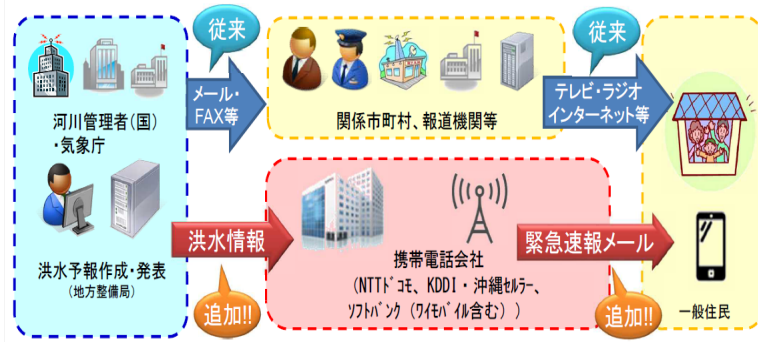 従来
従来
メール・
FAX等
テレビ・ラジオ
インターネット等
河川管理者（国）
・気象庁
関係市町村、報道機関等
洪水予報作成・発表
（地方整備局）
洪水情報
追加!!
携帯電話会社
（NTTﾄﾞｺﾓ、KDDI・沖縄ｾﾙﾗｰ、
ｿﾌﾄﾊﾞﾝｸ（ﾜｲﾓﾊﾞｲﾙ含む））
緊急速報メール
追加!!
一般住民